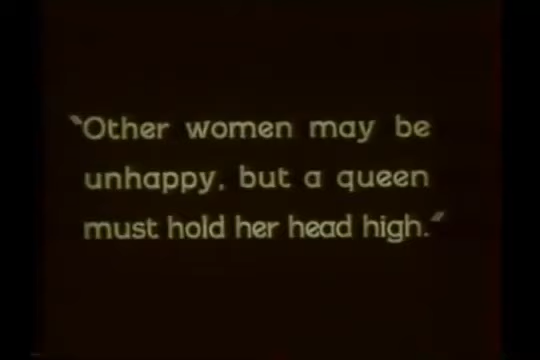 "Other women may be
unhappy, but a queen
must hold her head high."